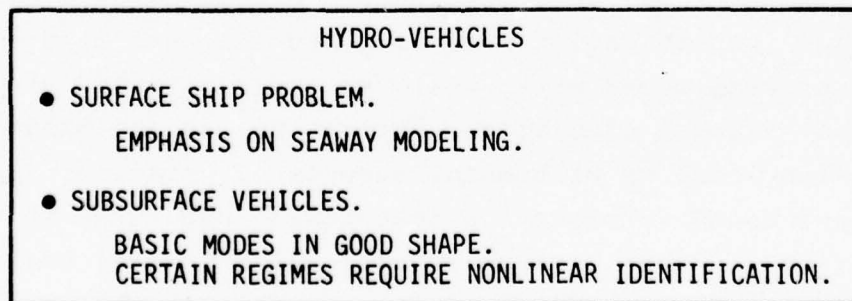 HYDRO-VEHICLES
● SURFACE SHIP PROBLEM.
EMPHASIS ON SEAWAY MODELING.
● SUBSURFACE VEHICLES.
BASIC MODES IN GOOD SHAPE.
CERTAIN REGIMES REQUIRE NONLINEAR IDENTIFICATION.